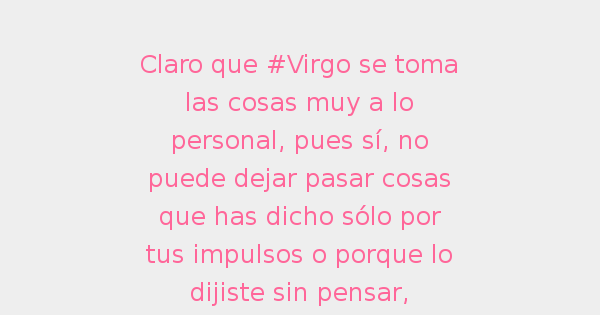 Claro que #Virgo se toma
las cosas muy a lo
personal, pues sí, no
puede dejar pasar cosas
que has dicho sólo por
tus impulsos o porque lo
dijiste sin pensar,